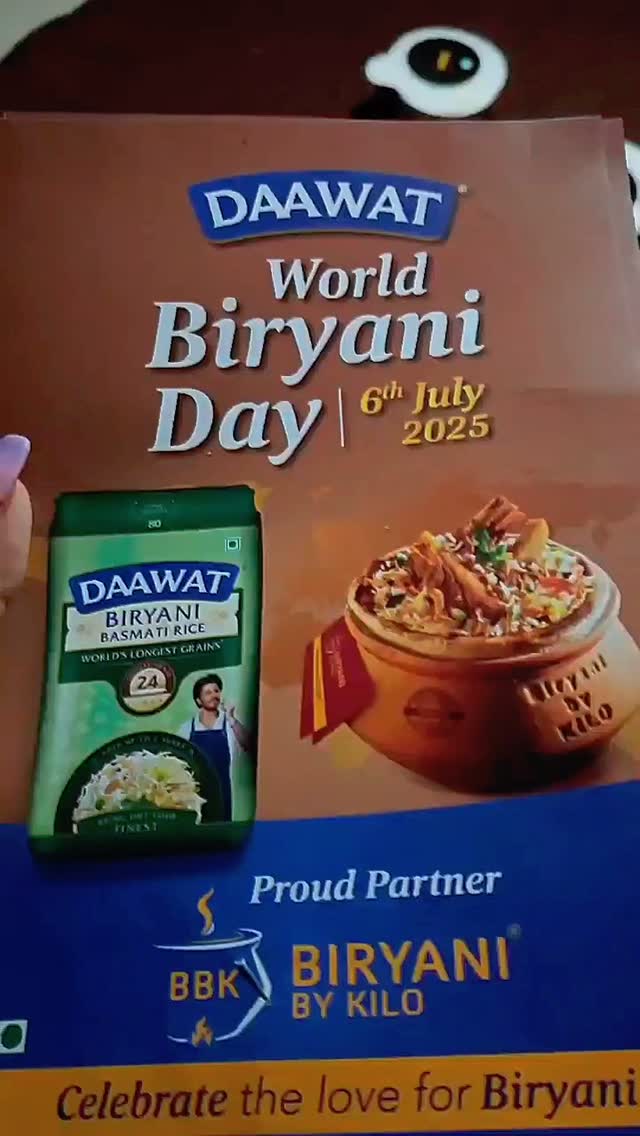 DAAWAT®
World
Biryani
Day | 6th July
2025
80
DAAWAT
BIRYANI
BASMATI RICE
WORLD'S LONGEST GRAINS
24
FINEST
BIRYANI
BY
KILO
Proud Partner
BBK
BIRYANI®
BY KILO
Celebrate the love for Biryani